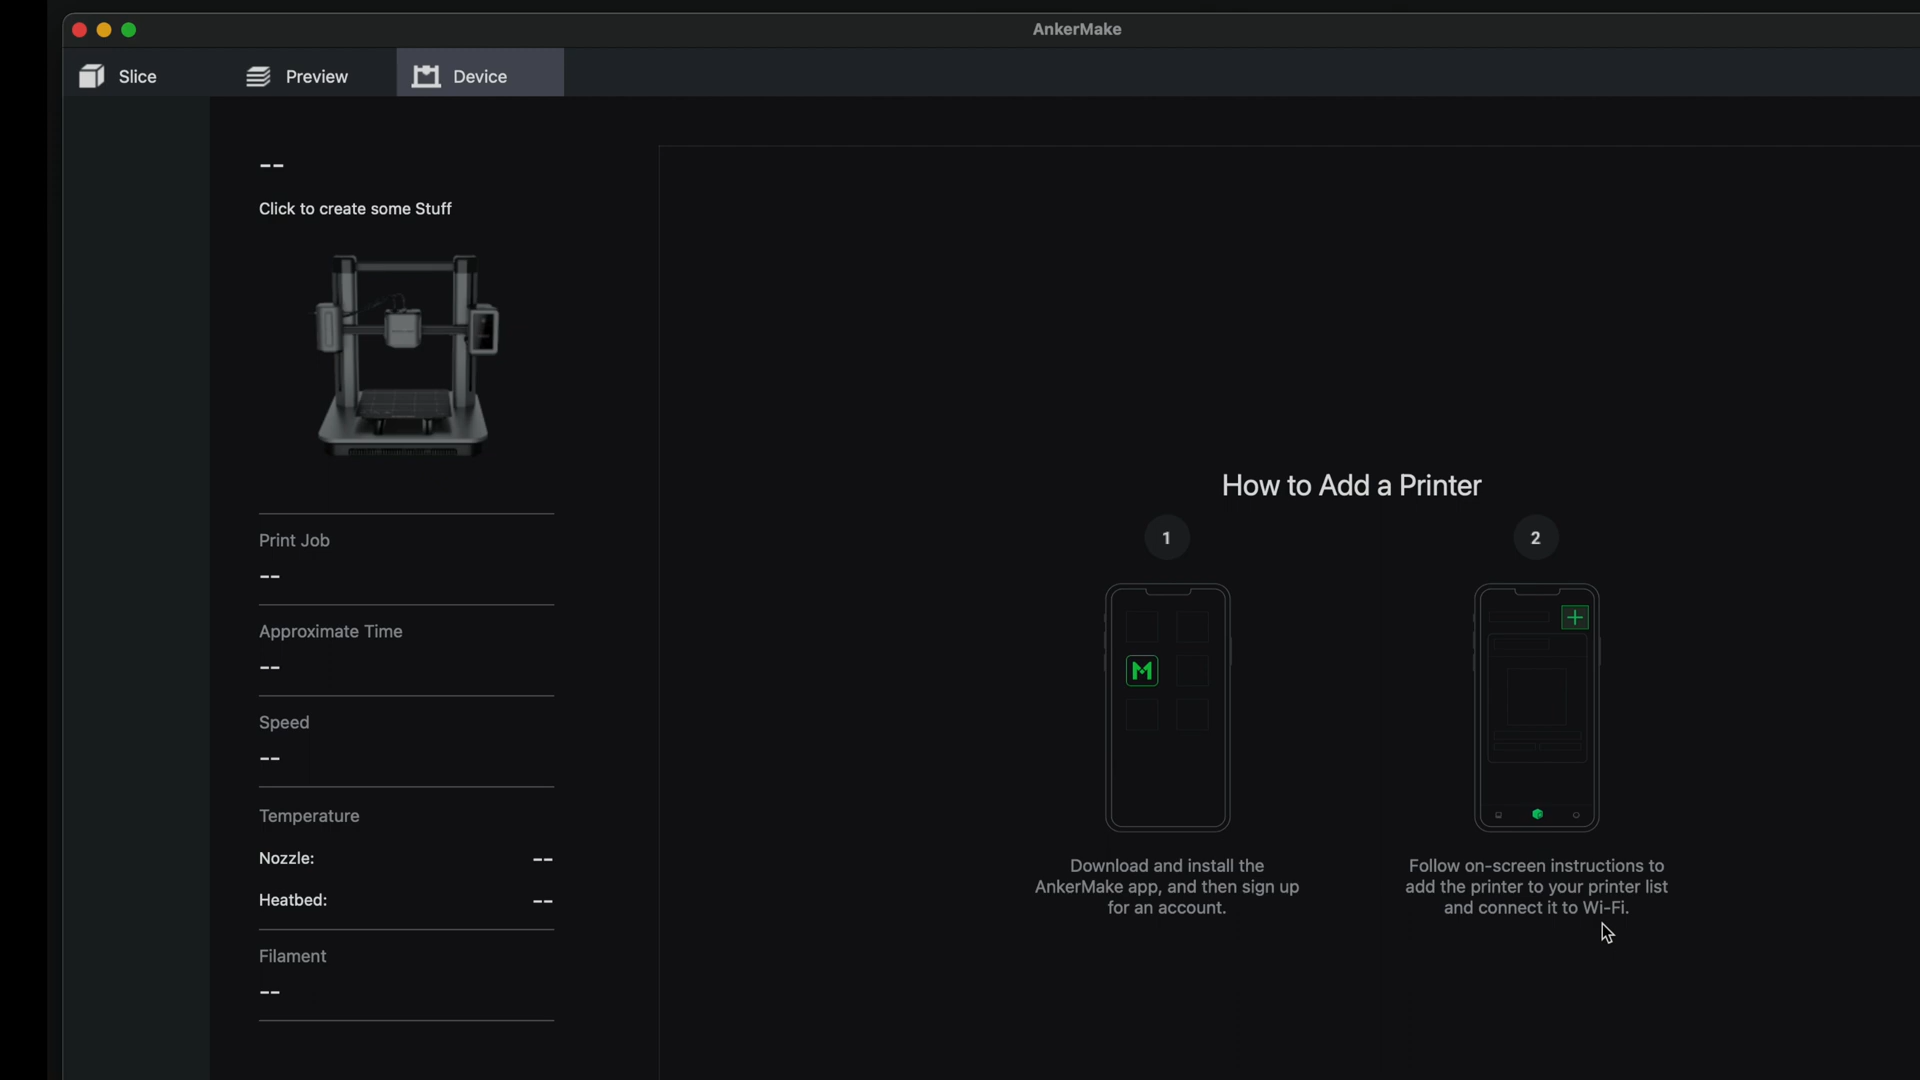 AnkerMake
Slice
Preview
Device
--
Click to create some Stuff
Print Job
--
Approximate Time
--
Speed
--
Temperature
Nozzle: --
Heatbed: --
Filament
--
How to Add a Printer
1
Download and install the
AnkerMake app, and then sign up
for an account.
2
Follow on-screen instructions to
add the printer to your printer list
and connect it to Wi-Fi.